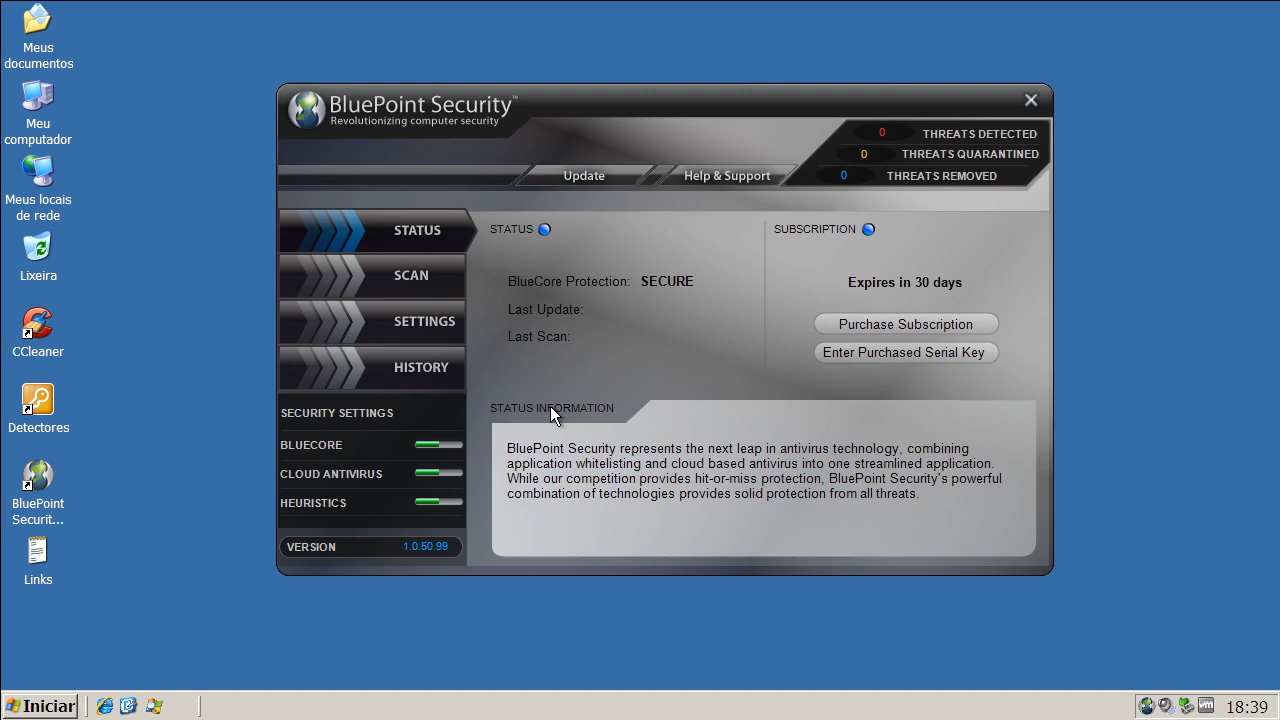 Meus
documentos
Meu
computador
Meus locais
de rede
Lixeira
CCleaner
Detectores
BluePoint
Securit...
Links
BluePoint Security™
Revolutionizing computer security
0 THREATS DETECTED
0 THREATS QUARANTINED
0 THREATS REMOVED
Update
Help & Support
STATUS
SCAN
SETTINGS
HISTORY
SECURITY SETTINGS
BLUECORE
CLOUD ANTIVIRUS
HEURISTICS
VERSION 1.0.50.99
STATUS
BlueCore Protection: SECURE
Last Update:
Last Scan:
SUBSCRIPTION
Expires in 30 days
Purchase Subscription
Enter Purchased Serial Key
STATUS INFORMATION
BluePoint Security represents the next leap in antivirus technology, combining
application whitelisting and cloud based antivirus into one streamlined application.
While our competition provides hit-or-miss protection, BluePoint Security's powerful
combination of technologies provides solid protection from all threats.
Iniciar
18:39